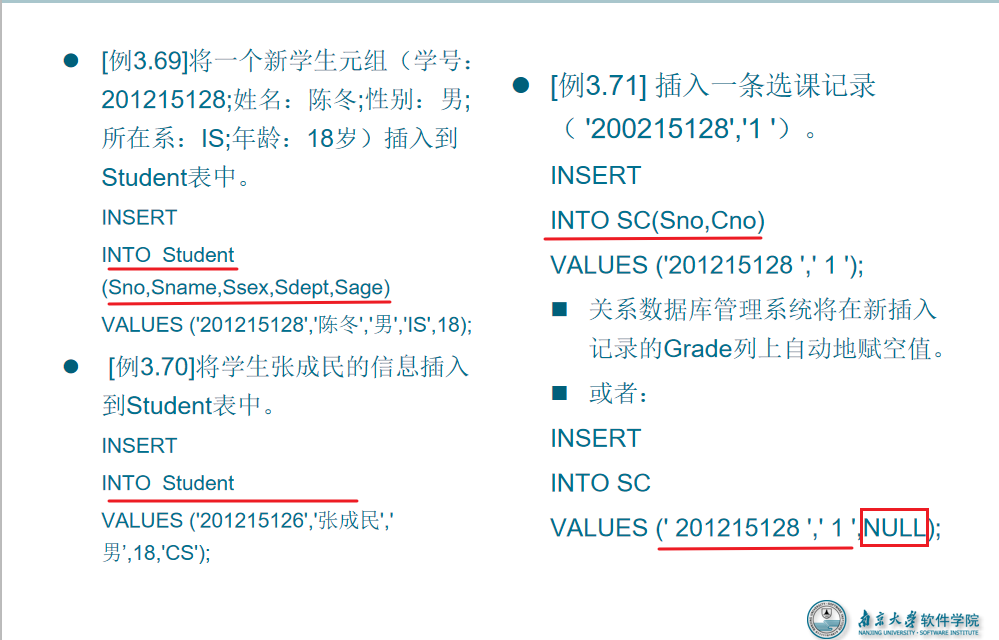 ● [例3.69]将一个新学生元组（学号：
201215128;姓名：陈冬;性别：男;
所在系：IS;年龄：18岁）插入到
Student表中。
INSERT
INTO Student
(Sno,Sname,Ssex,Sdept,Sage)
VALUES ('201215128','陈冬','男','IS',18);
● [例3.70]将学生张成民的信息插入
到Student表中。
INSERT
INTO Student
VALUES ('201215126','张成民','
男',18,'CS');
● [例3.71] 插入一条选课记录
（ '200215128','1 '）。
INSERT
INTO SC(Sno,Cno)
VALUES ('201215128 ',' 1 ');
■ 关系数据库管理系统将在新插入
记录的Grade列上自动地赋空值。
■ 或者：
INSERT
INTO SC
VALUES (' 201215128 ',' 1 ',NULL);
南京大学软件学院
NANJING UNIVERSITY · SOFTWARE INSTITUTE